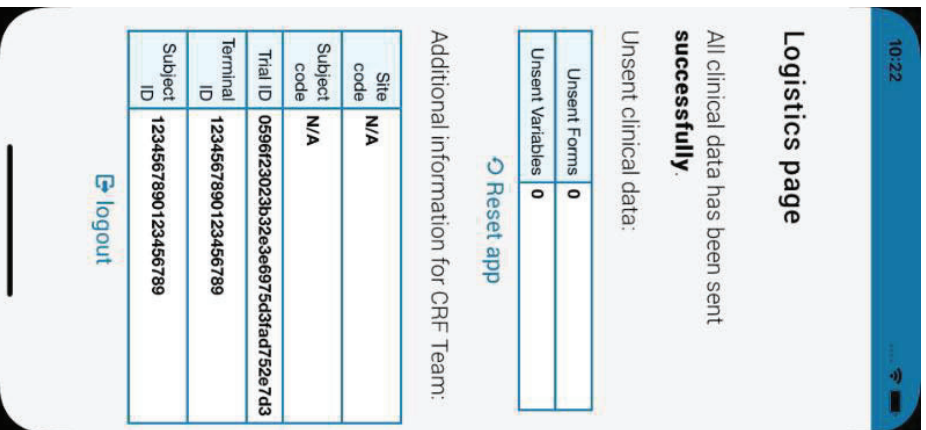 10:22
Logistics page
All clinical data has been sent
successfully.
Unsent clinical data:
Unsent Forms 0
Unsent Variables 0
Reset app
Additional information for CRF Team:
Site
code N/A
Subject
code N/A
Trial ID 0596f23023b32e3e6975d3fad752e7d3
Terminal
ID 1234567890123456789
Subject
ID 1234567890123456789
logout